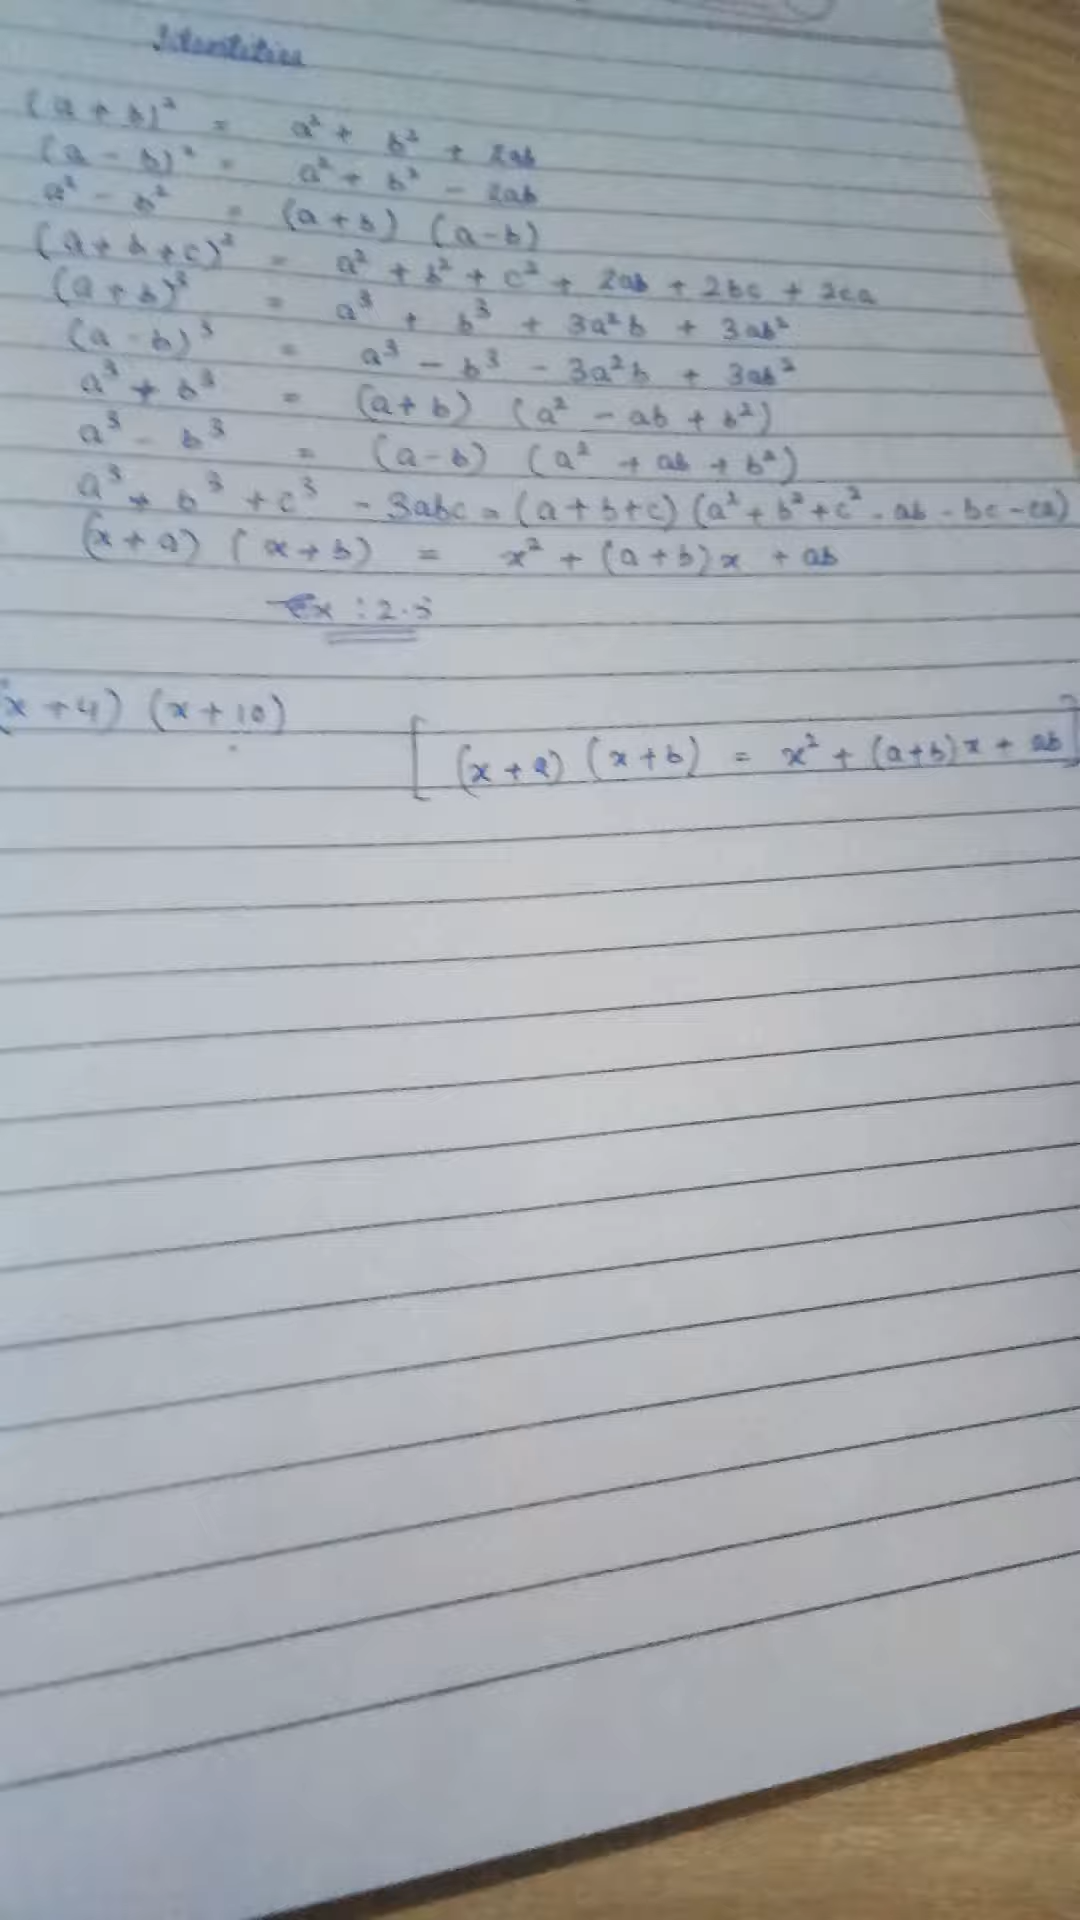 Identities
(a + b)² = a² + b² + 2ab
(a - b)² = a² + b² - 2ab
a² - b² = (a+b) (a-b)
(a+b+c)² = a² + b² + c² + 2ab + 2bc + 2ca
(a+b)³ = a³ + b³ + 3a²b + 3ab²
(a-b)³ = a³ - b³ - 3a²b + 3ab²
a³ + b³ = (a+b) (a² - ab + b²)
a³ - b³ = (a-b) (a² + ab + b²)
a³ + b³ + c³ - 3abc = (a+b+c) (a² + b² + c² - ab - bc - ca)
(x+a) (x+b) = x² + (a+b)x + ab
Ex : 2.5
(x+4) (x+10)
[(x+a) (x+b) = x² + (a+b)x + ab]